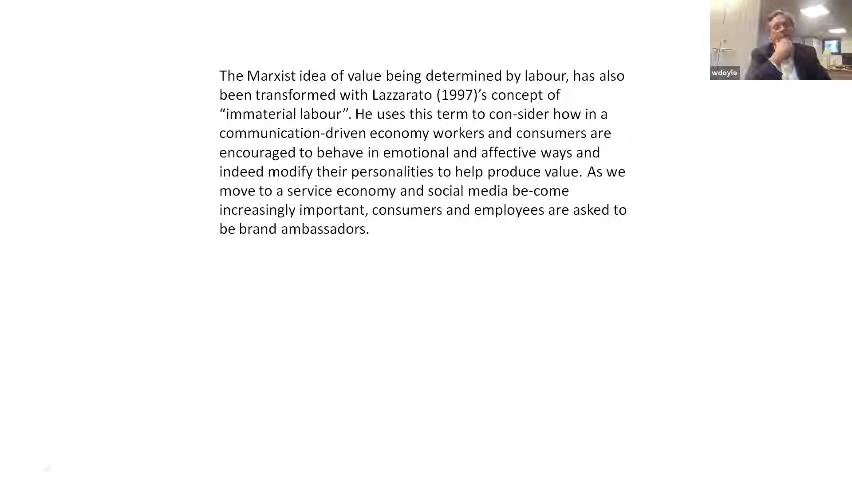 The Marxist idea of value being determined by labour, has also
been transformed with Lazzarato (1997)'s concept of
“immaterial labour”. He uses this term to con-sider how in a
communication-driven economy workers and consumers are
encouraged to behave in emotional and affective ways and
indeed modify their personalities to help produce value. As we
move to a service economy and social media be-come
increasingly important, consumers and employees are asked to
be brand ambassadors.
wdoyle